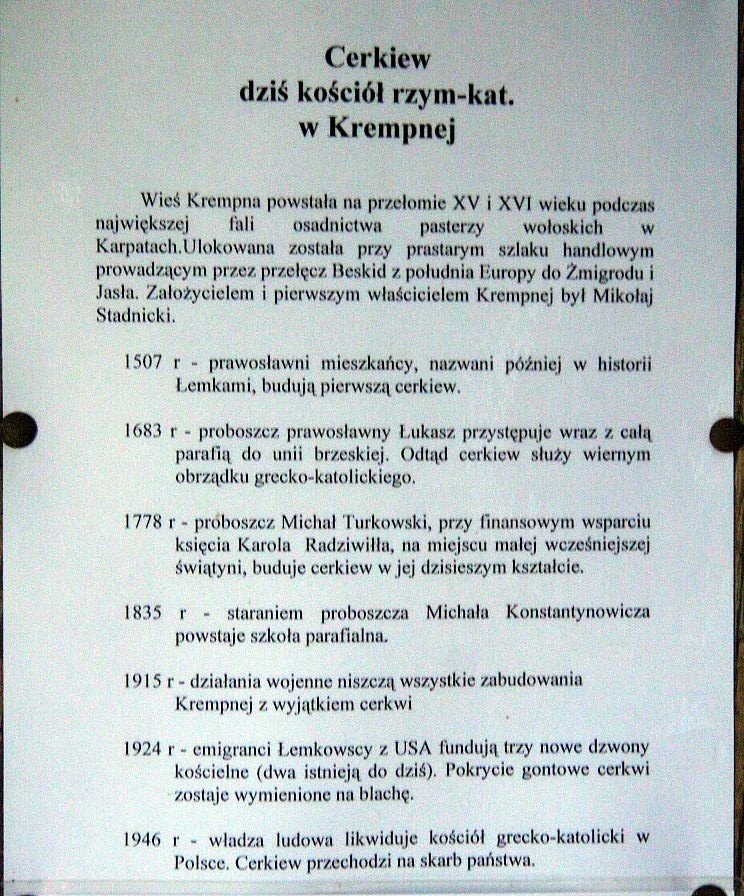 Cerkiew
dziś kościół rzym-kat.
w Krempnej
Wieś Krempna powstała na przełomie XV i XVI wieku podczas
największej fali osadnictwa pasterzy wołoskich w
Karpatach.Ulokowana została przy prastarym szlaku handlowym
prowadzącym przez przełęcz Beskid z południa Europy do Żmigrodu i
Jasła. Założycielem i pierwszym właścicielem Krempnej był Mikołaj
Stadnicki.
1507 r - prawosławni mieszkańcy, nazwani później w historii
Łemkami, budują pierwszą cerkiew.
1683 r - proboszcz prawosławny Łukasz przystępuje wraz z całą
parafią do unii brzeskiej. Odtąd cerkiew służy wiernym
obrządku grecko-katolickiego.
1778 r - proboszcz Michał Turkowski, przy finansowym wsparciu
księcia Karola Radziwiłła, na miejscu małej wcześniejszej
świątyni, buduje cerkiew w jej dzisieszym kształcie.
1835 r - staraniem proboszcza Michała Konstantynowicza
powstaje szkoła parafialna.
1915 r - działania wojenne niszczą wszystkie zabudowania
Krempnej z wyjątkiem cerkwi
1924 r - emigranci Łemkowscy z USA fundują trzy nowe dzwony
kościelne (dwa istnieją do dziś). Pokrycie gontowe cerkwi
zostaje wymienione na blachę.
1946 r - władza ludowa likwiduje kościół grecko-katolicki w
Polsce. Cerkiew przechodzi na skarb państwa.